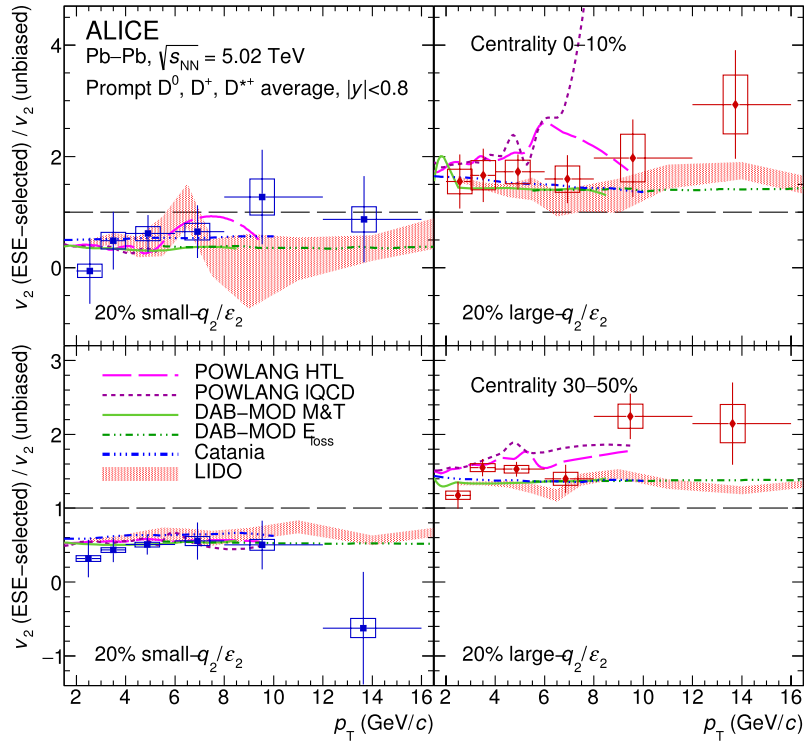 ALICE
Pb–Pb, √sNN = 5.02 TeV
Prompt D⁰, D⁺, D*⁺ average, |y|<0.8
20% small-q₂/ε₂
Centrality 0–10%
20% large-q₂/ε₂
v₂ (ESE–selected) / v₂ (unbiased)
4
2
0
POWLANG HTL
POWLANG lQCD
DAB–MOD M&T
DAB–MOD Eloss
Catania
LIDO
20% small-q₂/ε₂
Centrality 30–50%
20% large-q₂/ε₂
v₂ (ESE–selected) / v₂ (unbiased)
3
2
1
0
−1
2 4 6 8 10 12 14 16
2 4 6 8 10 12 14 16
pT (GeV/c)
pT (GeV/c)